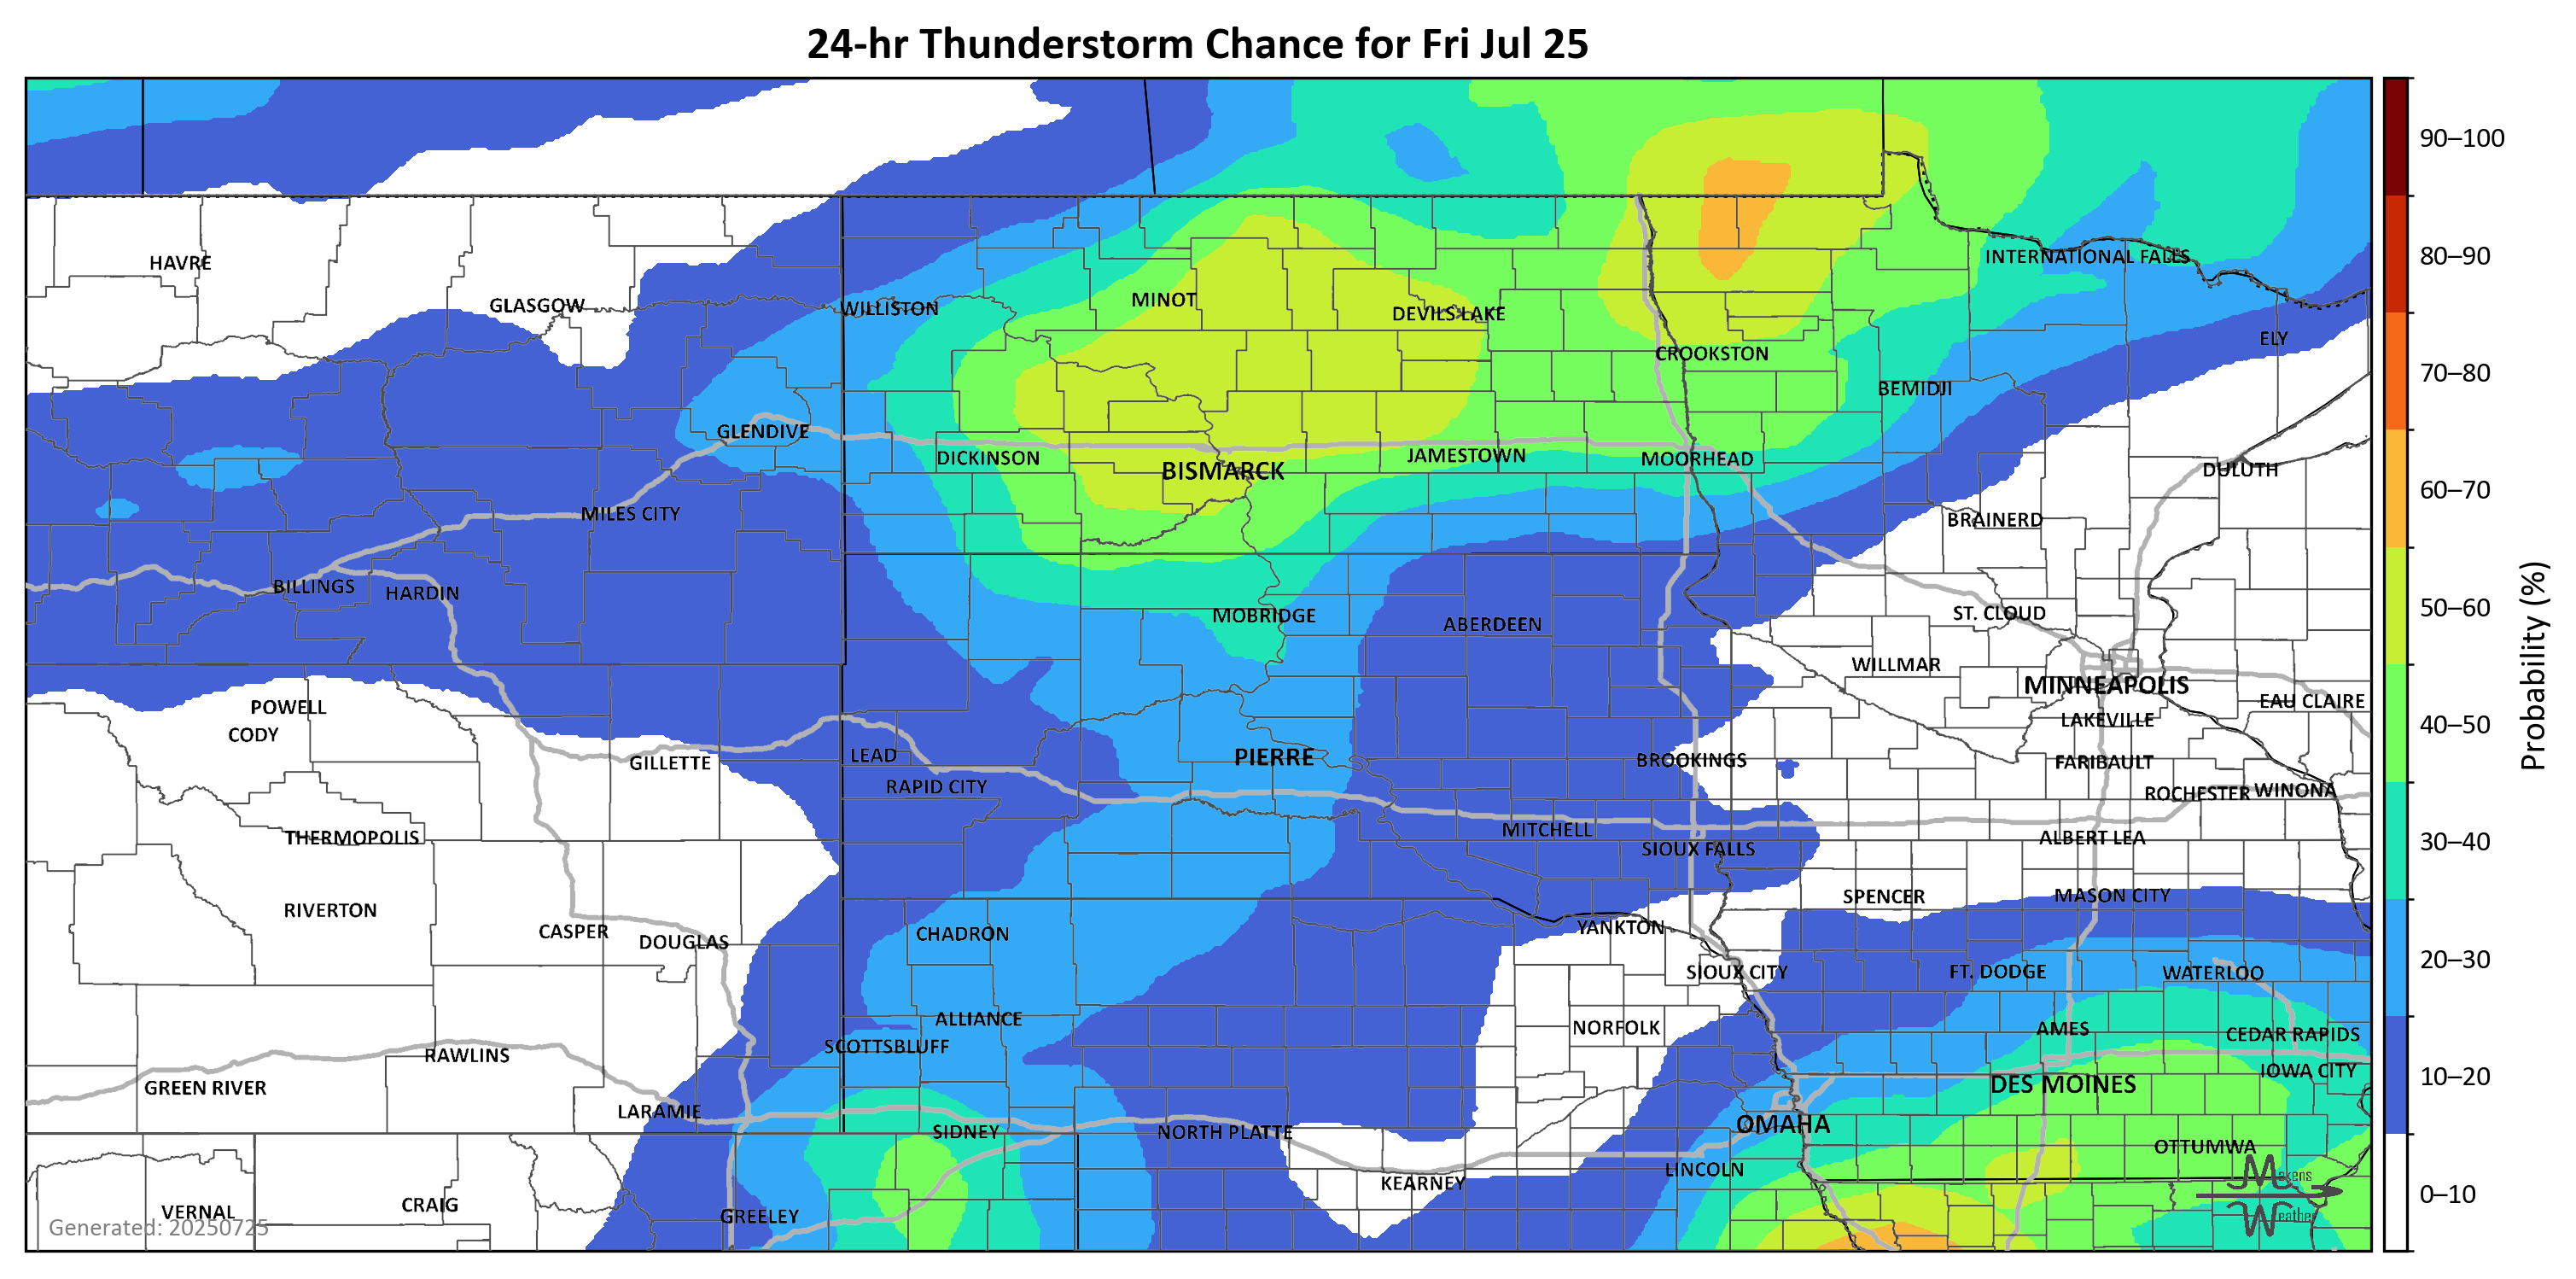 24-hr Thunderstorm Chance for Fri Jul 25
90–100
80–90
70–80
60–70
50–60
40–50
30–40
20–30
10–20
0–10
Probability (%)
HAVRE
GLASGOW
WILLISTON
MINOT
DEVILS LAKE
INTERNATIONAL FALLS
ELY
CROOKSTON
BEMIDJI
GLENDIVE
DICKINSON
BISMARCK
JAMESTOWN
MOORHEAD
DULUTH
MILES CITY
BRAINERD
BILLINGS
HARDIN
MOBRIDGE
ABERDEEN
ST. CLOUD
WILLMAR
MINNEAPOLIS
EAU CLAIRE
POWELL
LAKEVILLE
CODY
GILLETTE
LEAD
PIERRE
BROOKINGS
FARIBAULT
RAPID CITY
ROCHESTER
WINONA
THERMOPOLIS
MITCHELL
ALBERT LEA
SIOUX FALLS
RIVERTON
SPENCER
MASON CITY
CASPER
DOUGLAS
CHADRON
YANKTON
SIOUX CITY
FT. DODGE
WATERLOO
ALLIANCE
NORFOLK
AMES
CEDAR RAPIDS
SCOTTSBLUFF
RAWLINS
GREEN RIVER
DES MOINES
IOWA CITY
LARAMIE
SIDNEY
NORTH PLATTE
OMAHA
OTTUMWA
LINCOLN
KEARNEY
VERNAL
CRAIG
GREELEY
Generated: 20250725
Makens
Weather